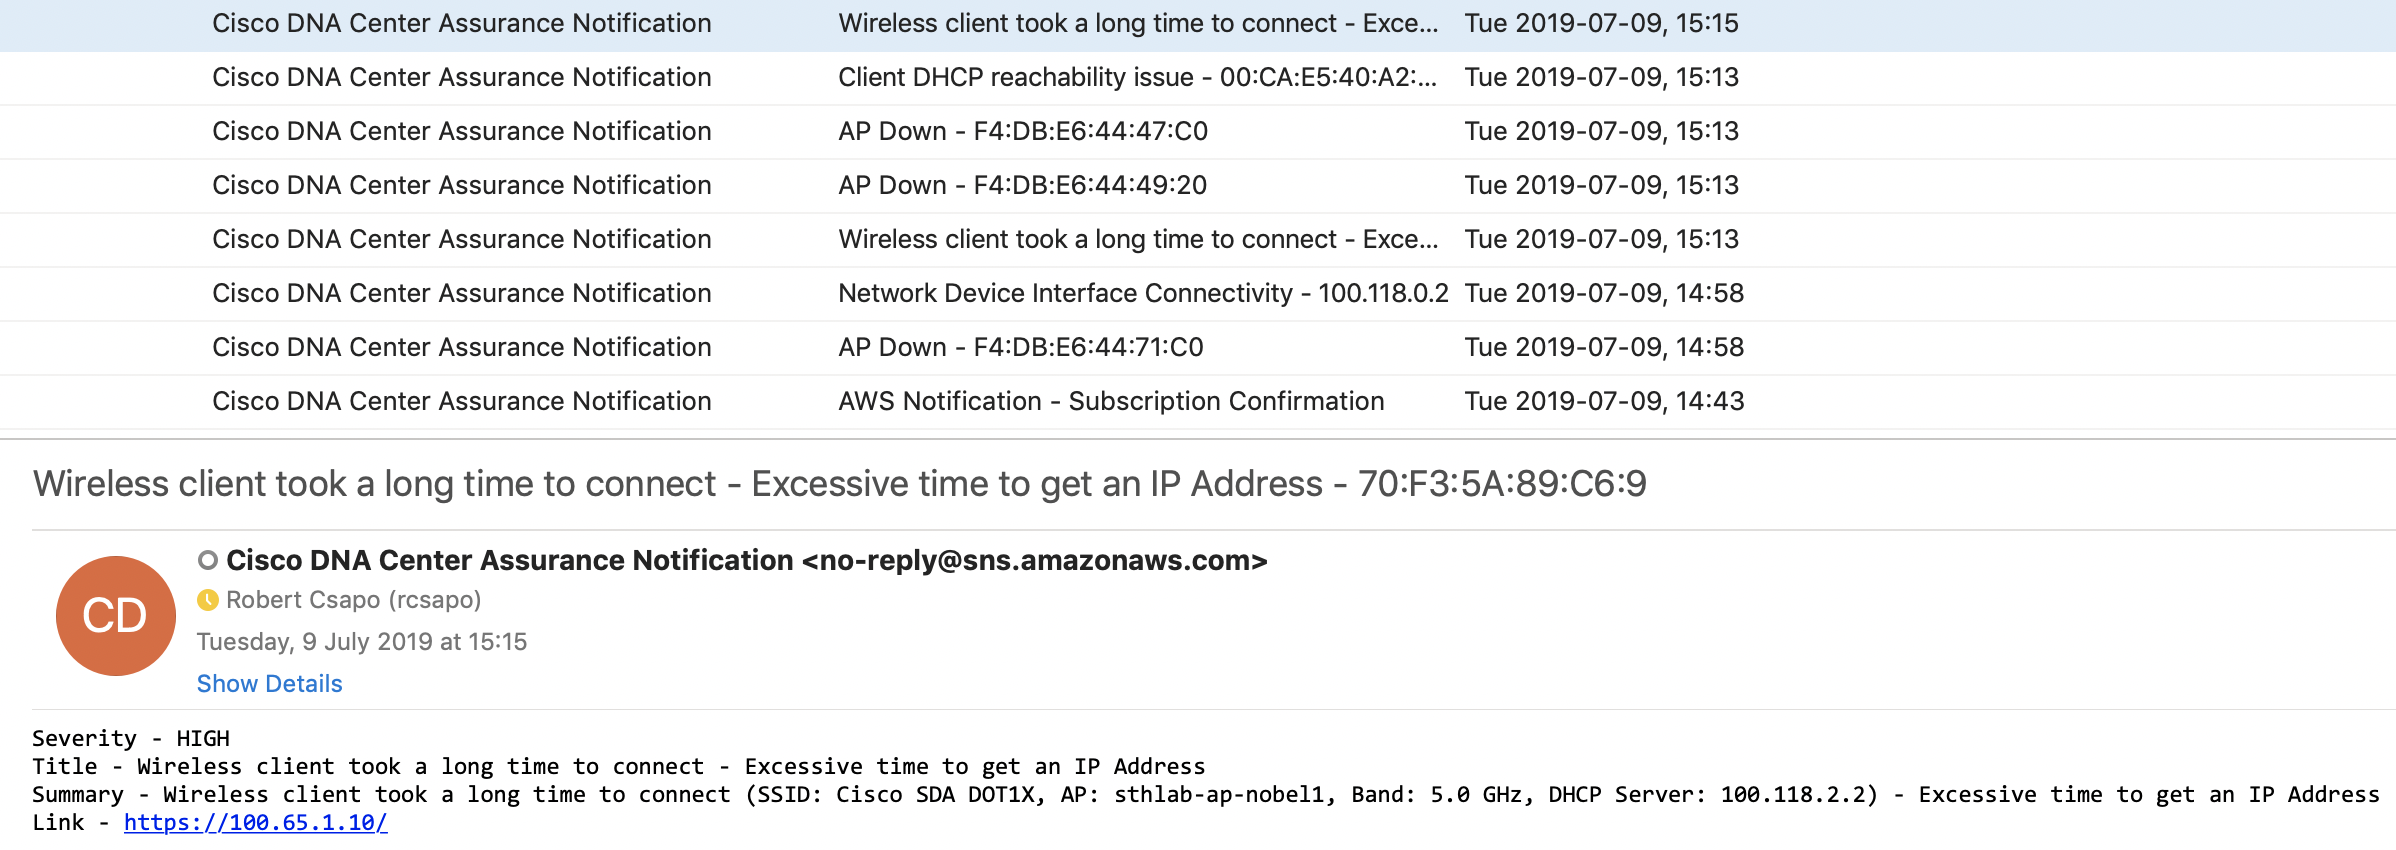 Cisco DNA Center Assurance Notification Wireless client took a long time to connect - Exce... Tue 2019-07-09, 15:15
Cisco DNA Center Assurance Notification Client DHCP reachability issue - 00:CA:E5:40:A2:... Tue 2019-07-09, 15:13
Cisco DNA Center Assurance Notification AP Down - F4:DB:E6:44:47:C0 Tue 2019-07-09, 15:13
Cisco DNA Center Assurance Notification AP Down - F4:DB:E6:44:49:20 Tue 2019-07-09, 15:13
Cisco DNA Center Assurance Notification Wireless client took a long time to connect - Exce... Tue 2019-07-09, 15:13
Cisco DNA Center Assurance Notification Network Device Interface Connectivity - 100.118.0.2 Tue 2019-07-09, 14:58
Cisco DNA Center Assurance Notification AP Down - F4:DB:E6:44:71:C0 Tue 2019-07-09, 14:58
Cisco DNA Center Assurance Notification AWS Notification - Subscription Confirmation Tue 2019-07-09, 14:43
Wireless client took a long time to connect - Excessive time to get an IP Address - 70:F3:5A:89:C6:9
CD
Cisco DNA Center Assurance Notification <no-reply@sns.amazonaws.com>
Robert Csapo (rcsapo)
Tuesday, 9 July 2019 at 15:15
Show Details
Severity - HIGH
Title - Wireless client took a long time to connect - Excessive time to get an IP Address
Summary - Wireless client took a long time to connect (SSID: Cisco SDA DOT1X, AP: sthlab-ap-nobel1, Band: 5.0 GHz, DHCP Server: 100.118.2.2) - Excessive time to get an IP Address
Link - https://100.65.1.10/